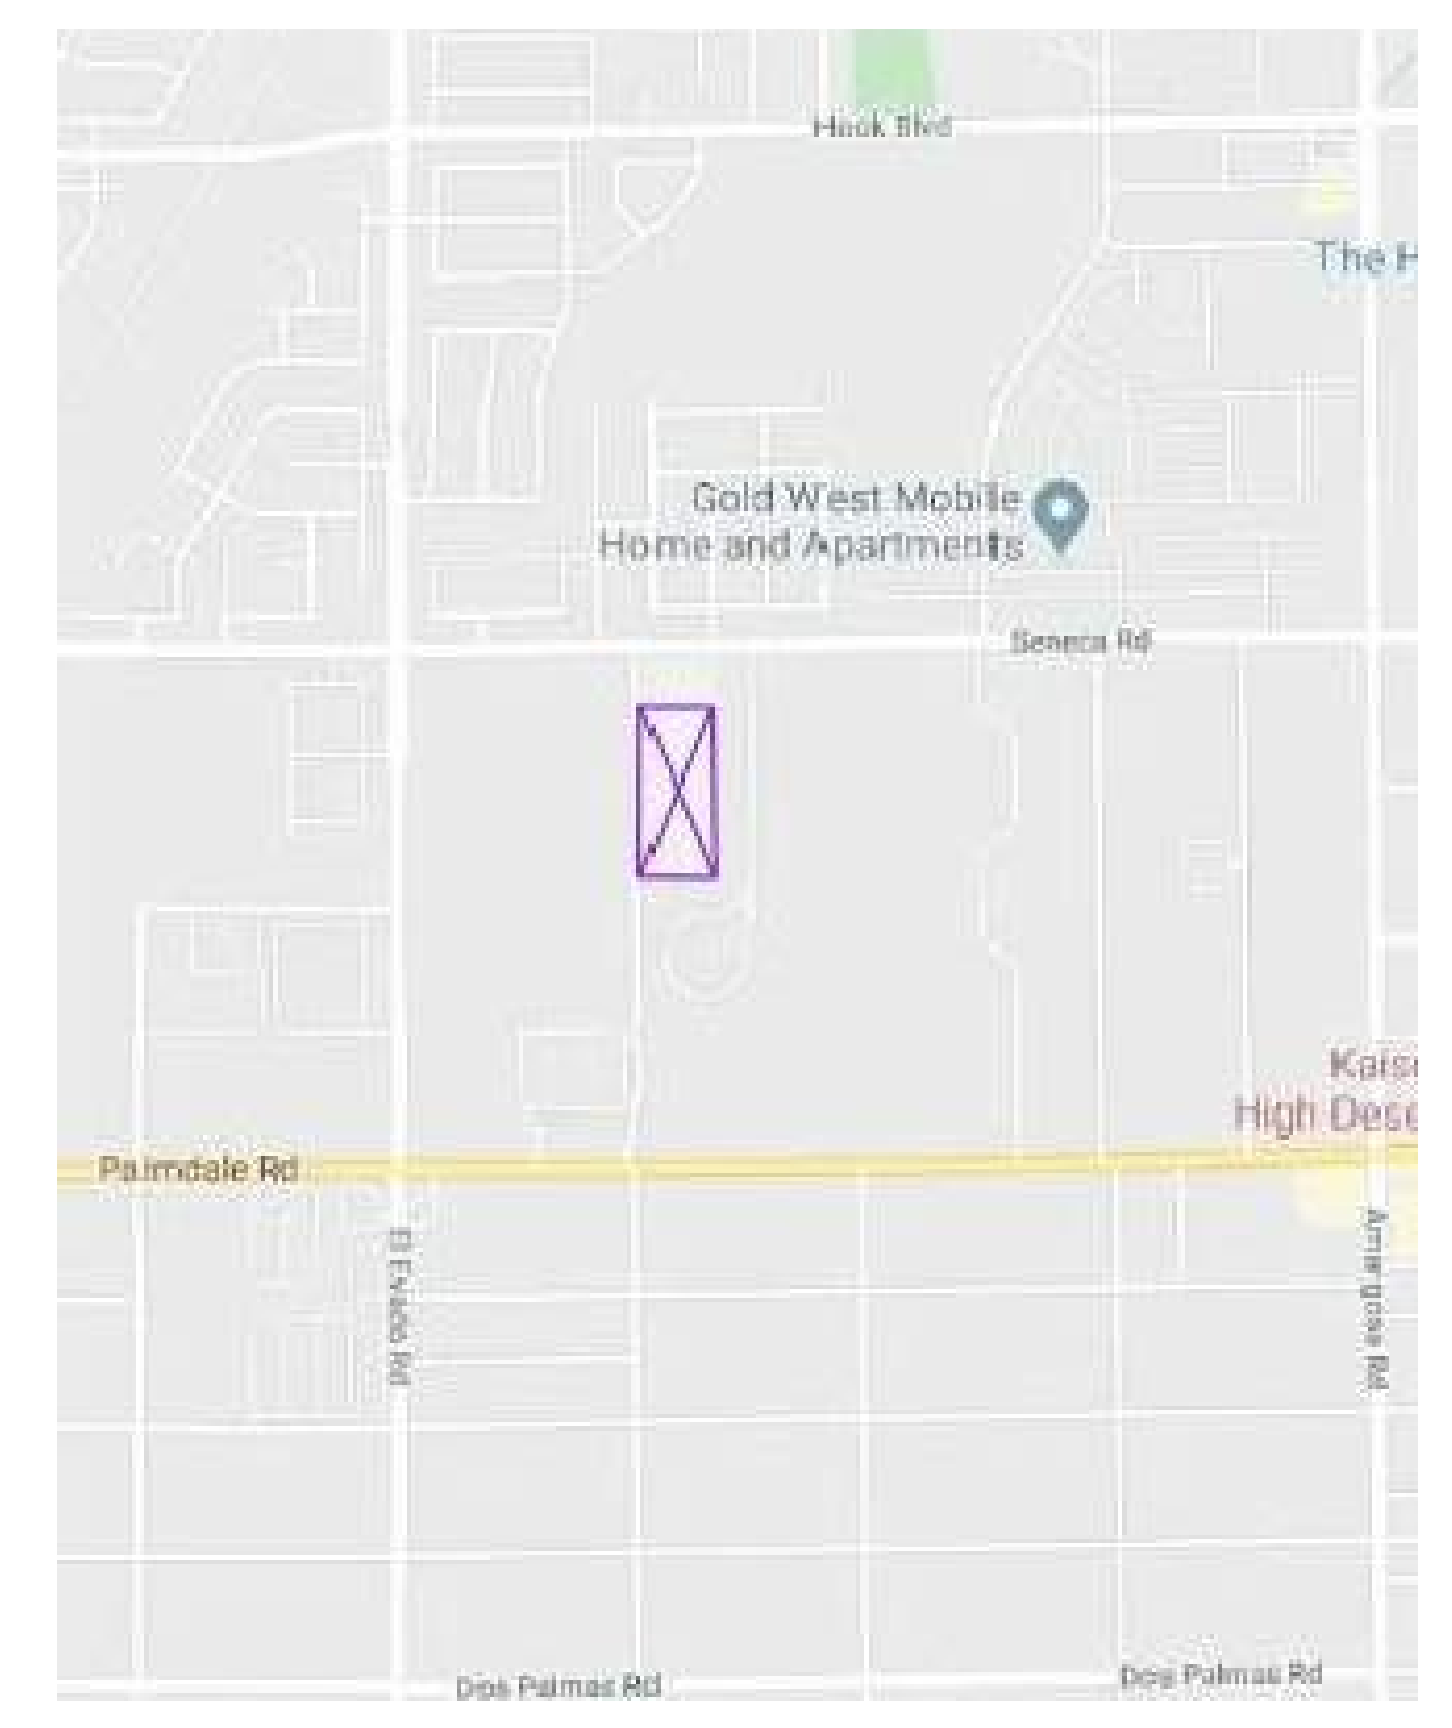 Hook Blvd
The H
Gold West Mobile
Home and Apartments
Seneca Rd
Kais
High Dese
Palmdale Rd
El Evado Rd
Amargosa Rd
Dos Palmas Rd
Dos Palmas Rd